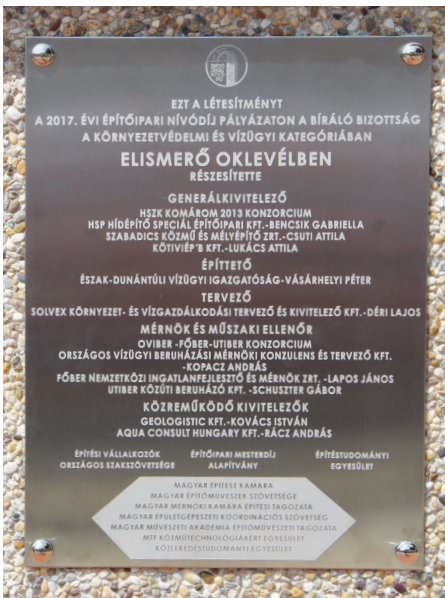 EZT A LÉTESÍTMÉNYT
A 2017. ÉVI ÉPÍTŐIPARI NÍVÓDÍJ PÁLYÁZATON A BÍRÁLÓ BIZOTTSÁG
A KÖRNYEZETVÉDELMI ÉS VÍZÜGYI KATEGÓRIÁBAN
ELISMERŐ OKLEVÉLBEN
RÉSZESÍTETTE
GENERÁLKIVITELEZŐ
HSZK KOMÁROM 2013 KONZORCIUM
HSP HÍDÉPÍTŐ SPECIÁL ÉPÍTŐIPARI KFT.-BENCSIK GABRIELLA
SZABADICS KÖZMŰ ÉS MÉLYÉPÍTŐ ZRT.-CSUTI ATTILA
KÖTIVIÉP'B KFT.-LUKÁCS ATTILA
ÉPÍTTETŐ
ÉSZAK-DUNÁNTÚLI VÍZÜGYI IGAZGATÓSÁG-VÁSÁRHELYI PÉTER
TERVEZŐ
SOLVEX KÖRNYEZET- ÉS VÍZGAZDÁLKODÁSI TERVEZŐ ÉS KIVITELEZŐ KFT.-DÉRI LAJOS
MÉRNÖK ÉS MŰSZAKI ELLENŐR
OVIBER -FŐBER-UTIBER KONZORCIUM
ORSZÁGOS VÍZÜGYI BERUHÁZÁSI MÉRNÖKI KONZULENS ÉS TERVEZŐ KFT.
-KOPACZ ANDRÁS
FŐBER NEMZETKÖZI INGATLANFEJLESZTŐ ÉS MÉRNÖK ZRT. -LAPOS JÁNOS
UTIBER KÖZÚTI BERUHÁZÓ KFT. -SCHUSZTER GÁBOR
KÖZREMŰKÖDŐ KIVITELEZŐK
GEOLOGISTIC KFT.-KOVÁCS ISTVÁN
AQUA CONSULT HUNGARY KFT.-RÁCZ ANDRÁS
ÉPÍTÉSI VÁLLALKOZÓK ÉPÍTŐIPARI MESTERDÍJ ÉPÍTÉSTUDOMÁNYI
ORSZÁGOS SZAKSZÖVETSÉGE ALAPÍTVÁNY EGYESÜLET
MAGYAR ÉPÍTÉSZ KAMARA
MAGYAR ÉPÍTŐMŰVÉSZEK SZÖVETSÉGE
MAGYAR MÉRNÖKI KAMARA ÉPÍTÉSI TAGOZATA
MAGYAR ÉPÜLETGÉPÉSZETI KOORDINÁCIÓS SZÖVETSÉG
MAGYAR MŰVÉSZETI AKADÉMIA ÉPÍTŐMŰVÉSZETI TAGOZATA
MTF KÖZMŰTECHNOLÓGIÁKÉRT EGYESÜLET
KÖZLEKEDÉSTUDOMÁNYI EGYESÜLET